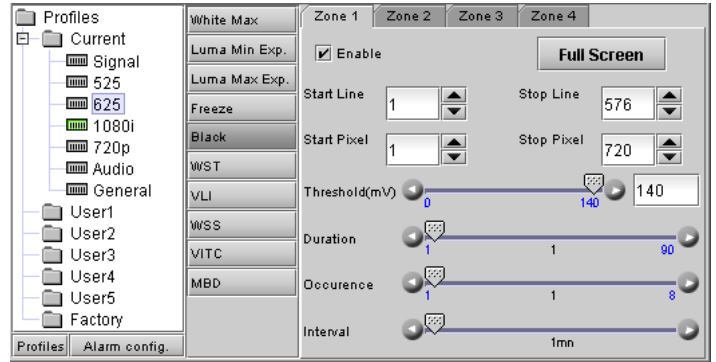 Profiles
Current
Signal
525
625
1080i
720p
Audio
General
User1
User2
User3
User4
User5
Factory
Profiles Alarm config.
White Max
Luma Min Exp.
Luma Max Exp.
Freeze
Black
WST
VLI
WSS
VITC
MBD
Zone 1 Zone 2 Zone 3 Zone 4
Enable Full Screen
Start Line 1 Stop Line 576
Start Pixel 1 Stop Pixel 720
Threshold(mV) 140
0 140
Duration
1 1 90
Occurence
1 1 8
Interval
1mn